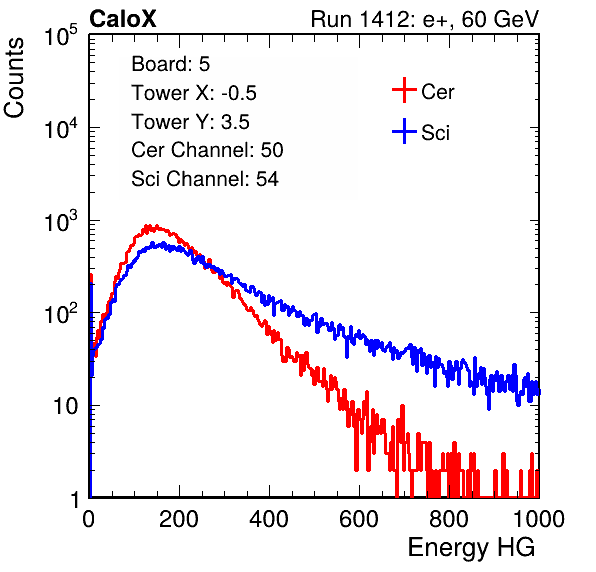 CaloX Run 1412: e+, 60 GeV
Counts
Board: 5
Tower X: -0.5
Tower Y: 3.5
Cer Channel: 50
Sci Channel: 54
Cer
Sci
10^5
10^4
10^3
10^2
10
1
0 200 400 600 800 1000
Energy HG